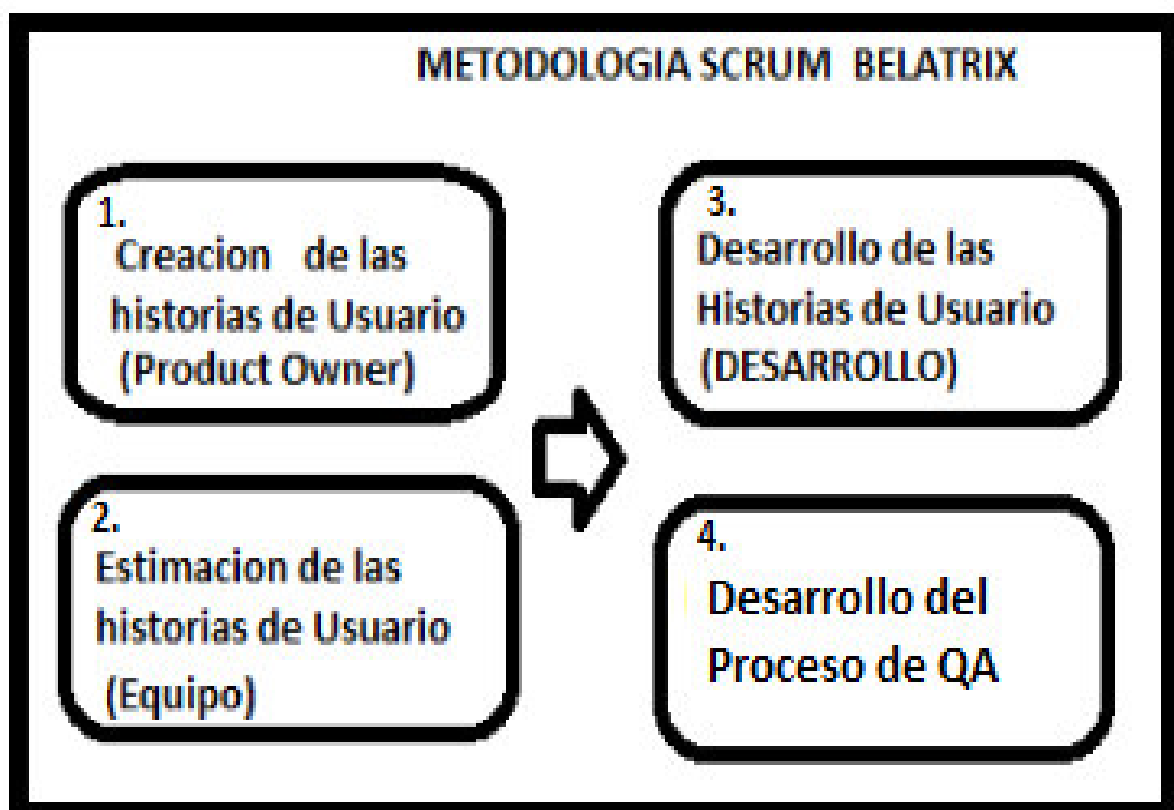 METODOLOGIA SCRUM BELATRIX
1.
Creacion de las
historias de Usuario
(Product Owner)
2.
Estimacion de las
historias de Usuario
(Equipo)
3.
Desarrollo de las
Historias de Usuario
(DESARROLLO)
4.
Desarrollo del
Proceso de QA